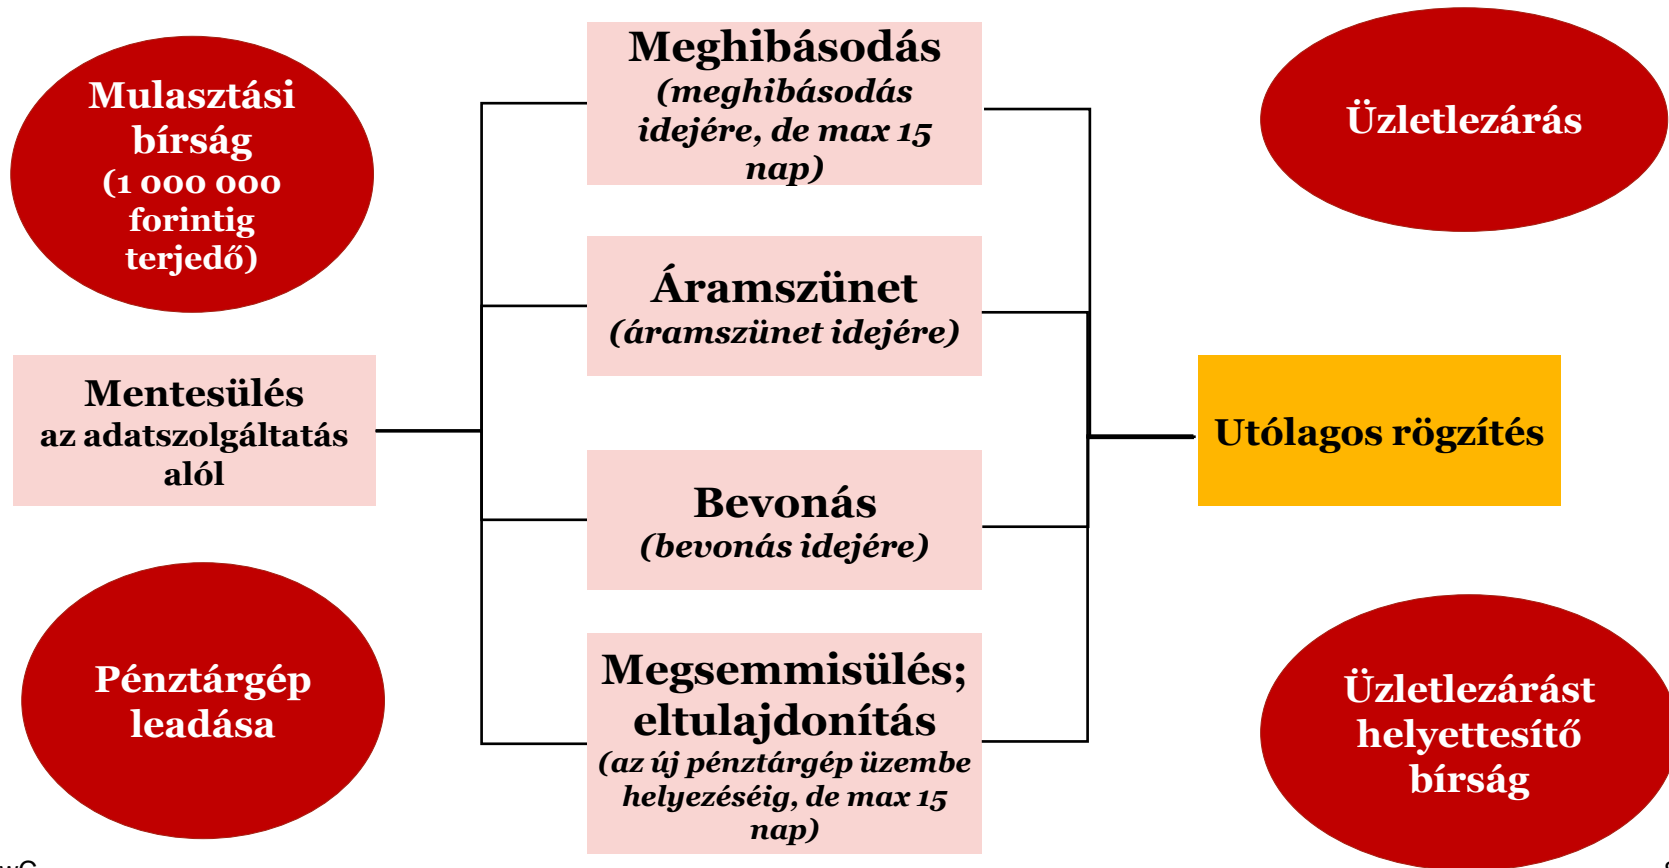 Mulasztási
bírság
(1 000 000
forintig
terjedő)
Mentesülés
az adatszolgáltatás
alól
Pénztárgép
leadása
Meghibásodás
(meghibásodás
idejére, de max 15
nap)
Áramszünet
(áramszünet idejére)
Bevonás
(bevonás idejére)
Megsemmisülés;
eltulajdonítás
(az új pénztárgép üzembe
helyezéséig, de max 15
nap)
Üzletlezárás
Utólagos rögzítés
Üzletlezárást
helyettesítő
bírság